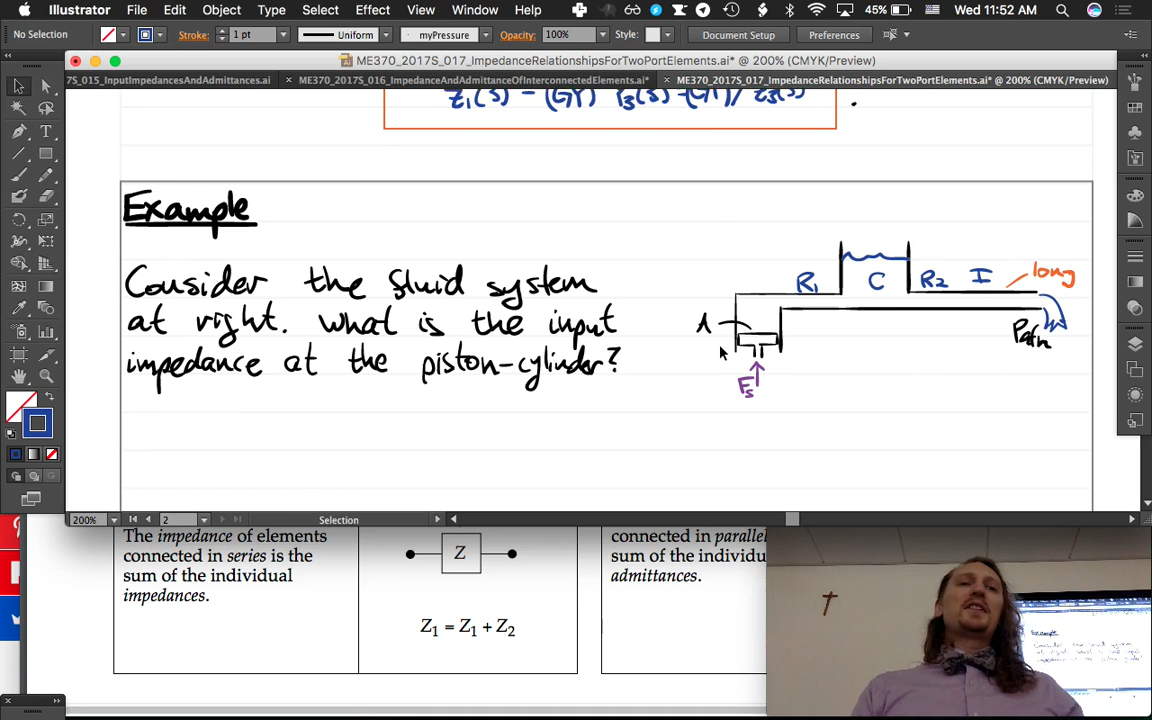 Illustrator File Edit Object Type Select Effect View Window Help 45% Wed 11:52 AM
No Selection Stroke: 1 pt Uniform myPressure Opacity: 100% Style: Document Setup Preferences
ME370_2017S_017_ImpedanceRelationshipsForTwoPortElements.ai* @ 200% (CMYK/Preview)
17S_015_InputImpedancesAndAdmittances.ai ME370_2017S_016_ImpedanceAndAdmittanceOfInterconnectedElements.ai* ME370_2017S_017_ImpedanceRelationshipsForTwoPortElements.ai* @ 200% (CMYK/Preview)
Example
Consider the fluid system
at right. What is the input
impedance at the piston-cylinder?
R1 C R2 I long
A
Patm
Fs
200% 2 Selection
The impedance of elements
connected in series is the
sum of the individual
impedances.
Z
Z1 = Z1 + Z2
connected in parallel
sum of the individu
admittances.